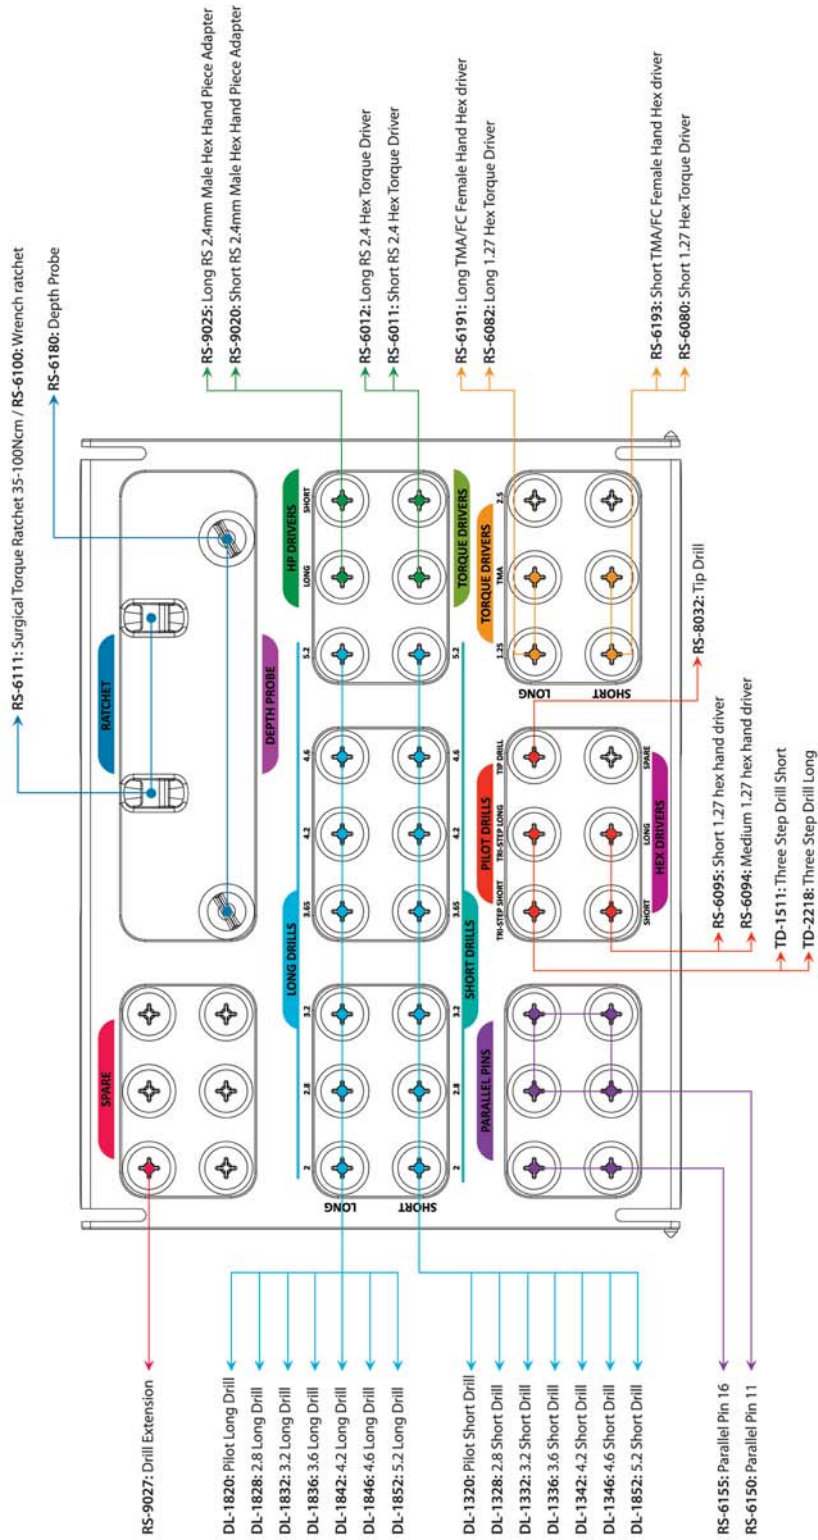 RS-6111: Surgical Torque Ratchet 35-100Ncm / RS-6100: Wrench ratchet
RS-6180: Depth Probe
RS-9025: Long RS 2.4mm Male Hex Hand Piece Adapter
RS-9020: Short RS 2.4mm Male Hex Hand Piece Adapter
RS-6012: Long RS 2.4 Hex Torque Driver
RS-6011: Short RS 2.4 Hex Torque Driver
RS-6191: Long TMA/FC Female Hand Hex driver
RS-6082: Long 1.27 Hex Torque Driver
RS-6193: Short TMA/FC Female Hand Hex driver
RS-6080: Short 1.27 Hex Torque Driver
SPARE
RATCHET
DEPTH PROBE
LONG DRILLS
HP DRIVERS
LONG
SHORT
2
2.8
3.2
3.65
4.2
4.6
5.2
LONG
SHORT
2
2.8
3.2
3.65
4.2
4.6
5.2
SHORT DRILLS
TORQUE DRIVERS
PARALLEL PINS
PILOT DRILLS
TRI-STEP SHORT
TRI-STEP LONG
TIP DRILL
TORQUE DRIVERS
1.25
TMA
2.5
LONG
SHORT
SHORT
LONG
SPARE
HEX DRIVERS
RS-8032: Tip Drill
RS-6095: Short 1.27 hex hand driver
RS-6094: Medium 1.27 hex hand driver
TD-1511: Three Step Drill Short
TD-2218: Three Step Drill Long
RS-9027: Drill Extension
DL-1820: Pilot Long Drill
DL-1828: 2.8 Long Drill
DL-1832: 3.2 Long Drill
DL-1836: 3.6 Long Drill
DL-1842: 4.2 Long Drill
DL-1846: 4.6 Long Drill
DL-1852: 5.2 Long Drill
DL-1320: Pilot Short Drill
DL-1328: 2.8 Short Drill
DL-1332: 3.2 Short Drill
DL-1336: 3.6 Short Drill
DL-1342: 4.2 Short Drill
DL-1346: 4.6 Short Drill
DL-1852: 5.2 Short Drill
RS-6155: Parallel Pin 16
RS-6150: Parallel Pin 11